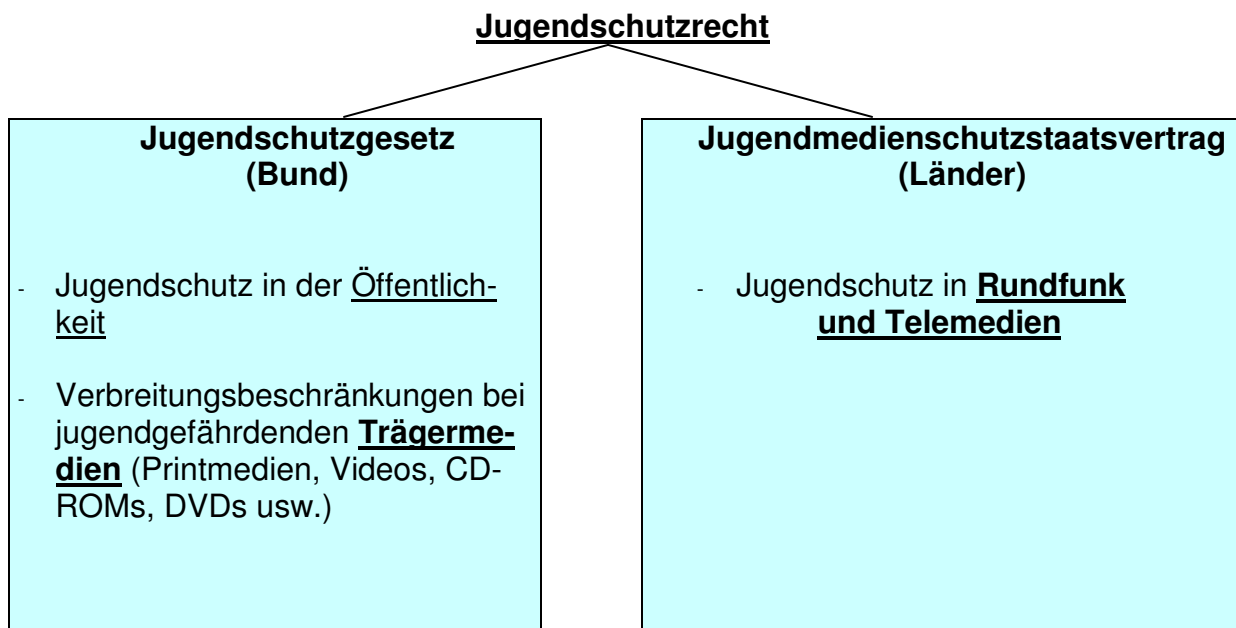 Jugendschutzrecht
Jugendschutzgesetz
(Bund)
- Jugendschutz in der Öffentlich-
keit
- Verbreitungsbeschränkungen bei
jugendgefährdenden Trägerme-
dien (Printmedien, Videos, CD-
ROMs, DVDs usw.)
Jugendmedienschutzstaatsvertrag
(Länder)
- Jugendschutz in Rundfunk
und Telemedien